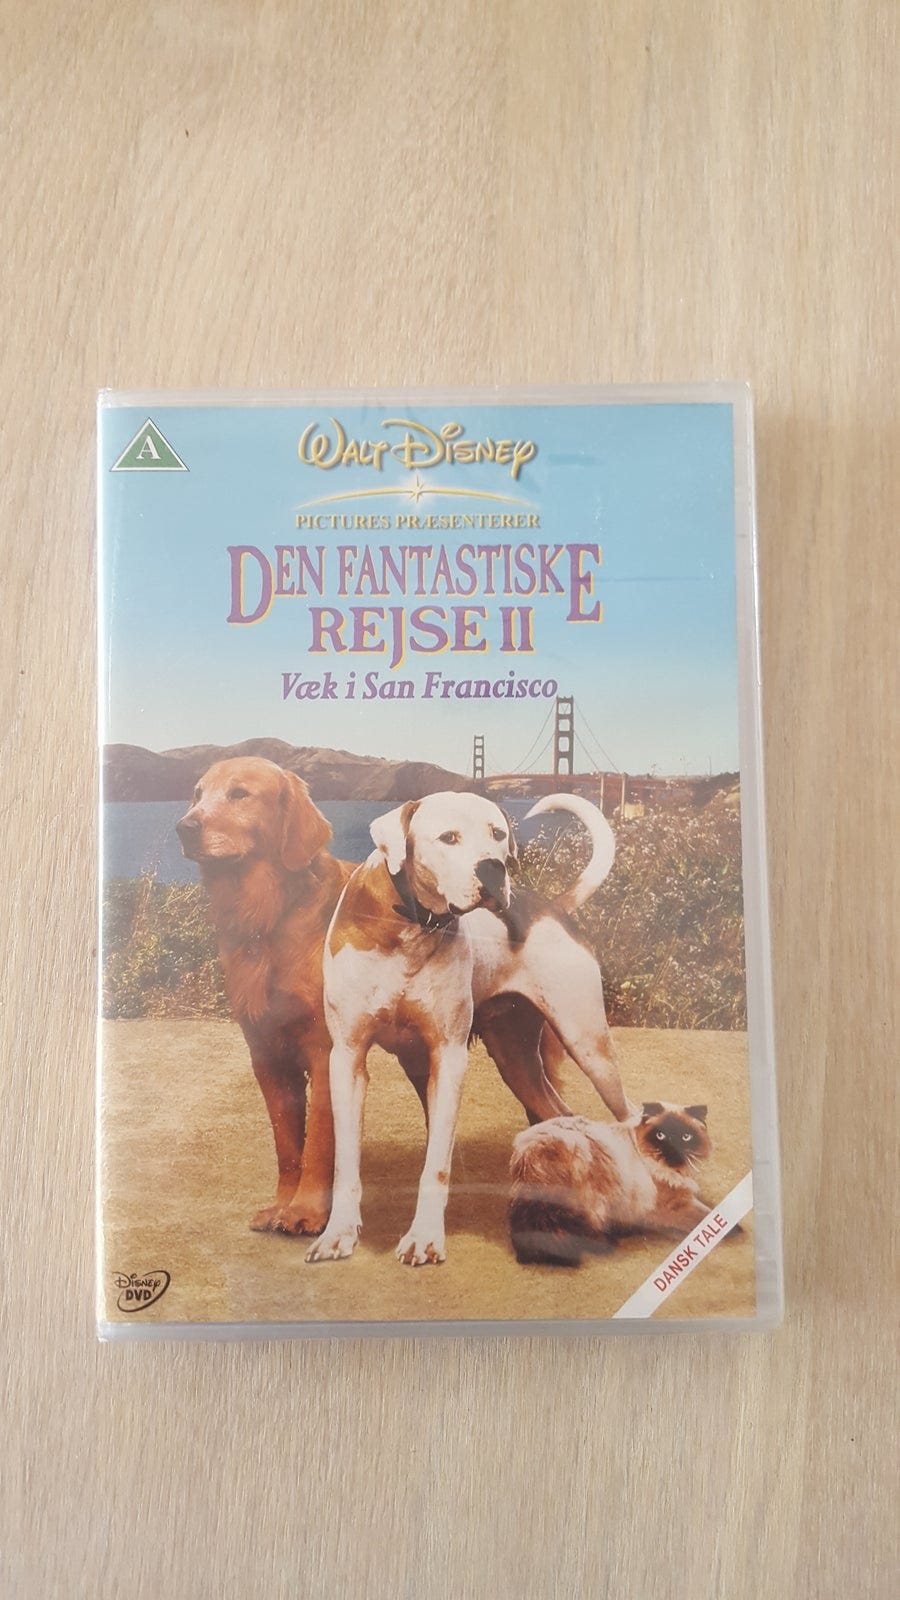 A
WALT DISNEY
PICTURES PRÆSENTERER
DEN FANTASTISKE
REJSE II
Væk i San Francisco
DANSK TALE
DISNEY
DVD